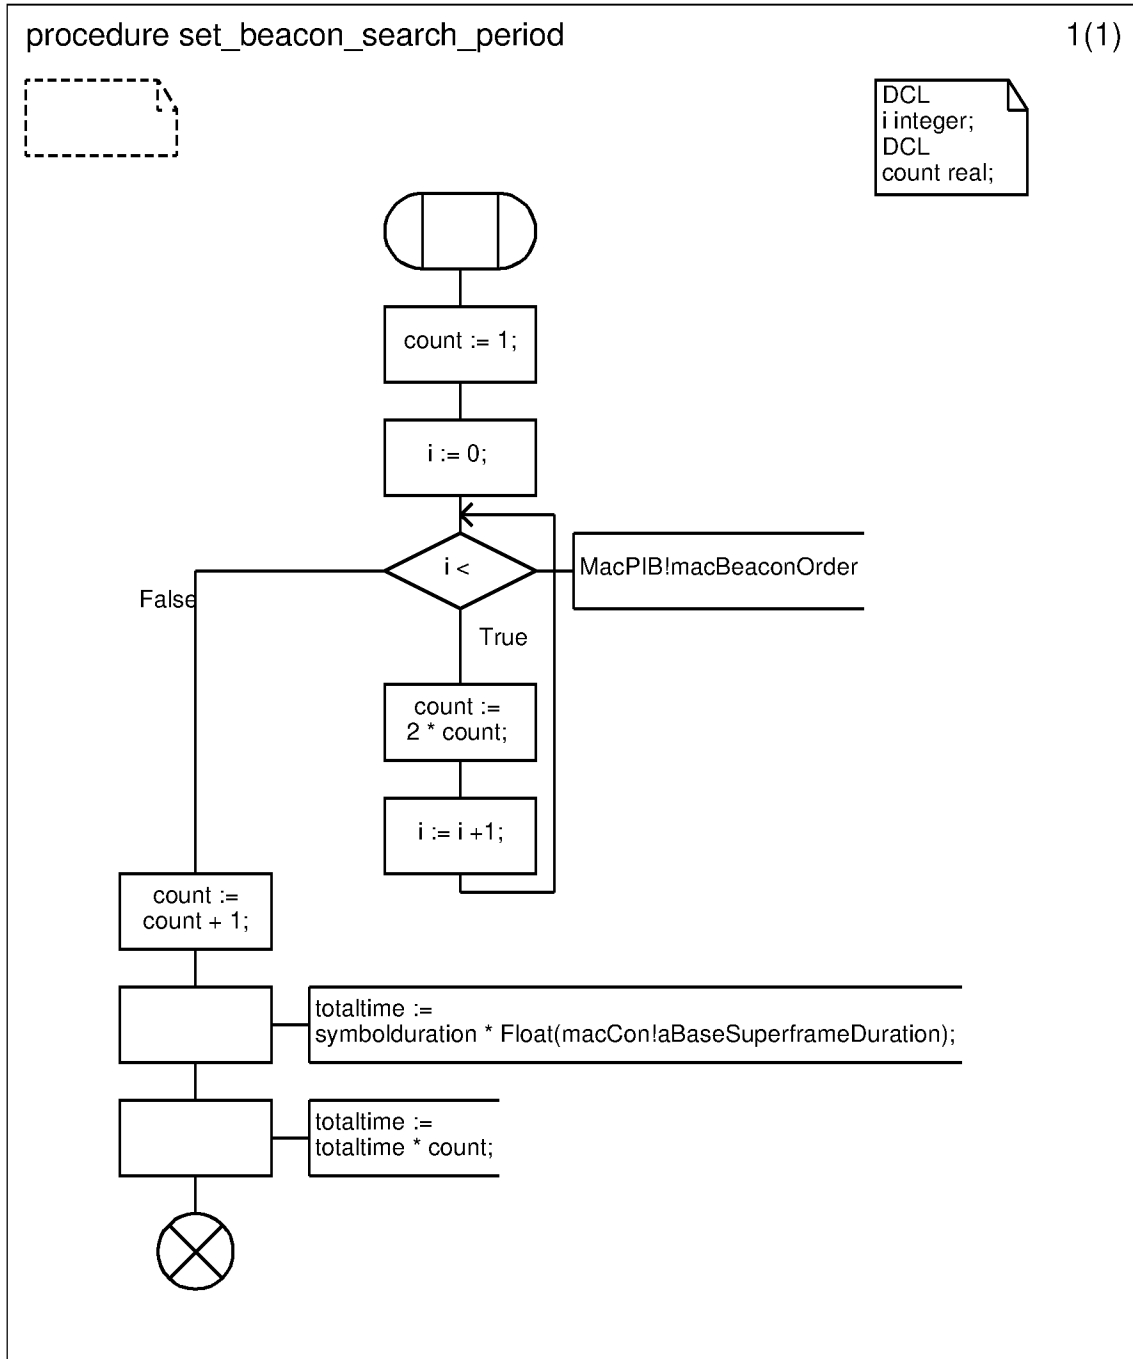 procedure set_beacon_search_period
1(1)
DCL
i integer;
DCL
count real;
count := 1;
i := 0;
i <
MacPIB!macBeaconOrder
False
True
count :=
2 * count;
i := i +1;
count :=
count + 1;
totaltime :=
symbolduration * Float(macCon!aBaseSuperframeDuration);
totaltime :=
totaltime * count;